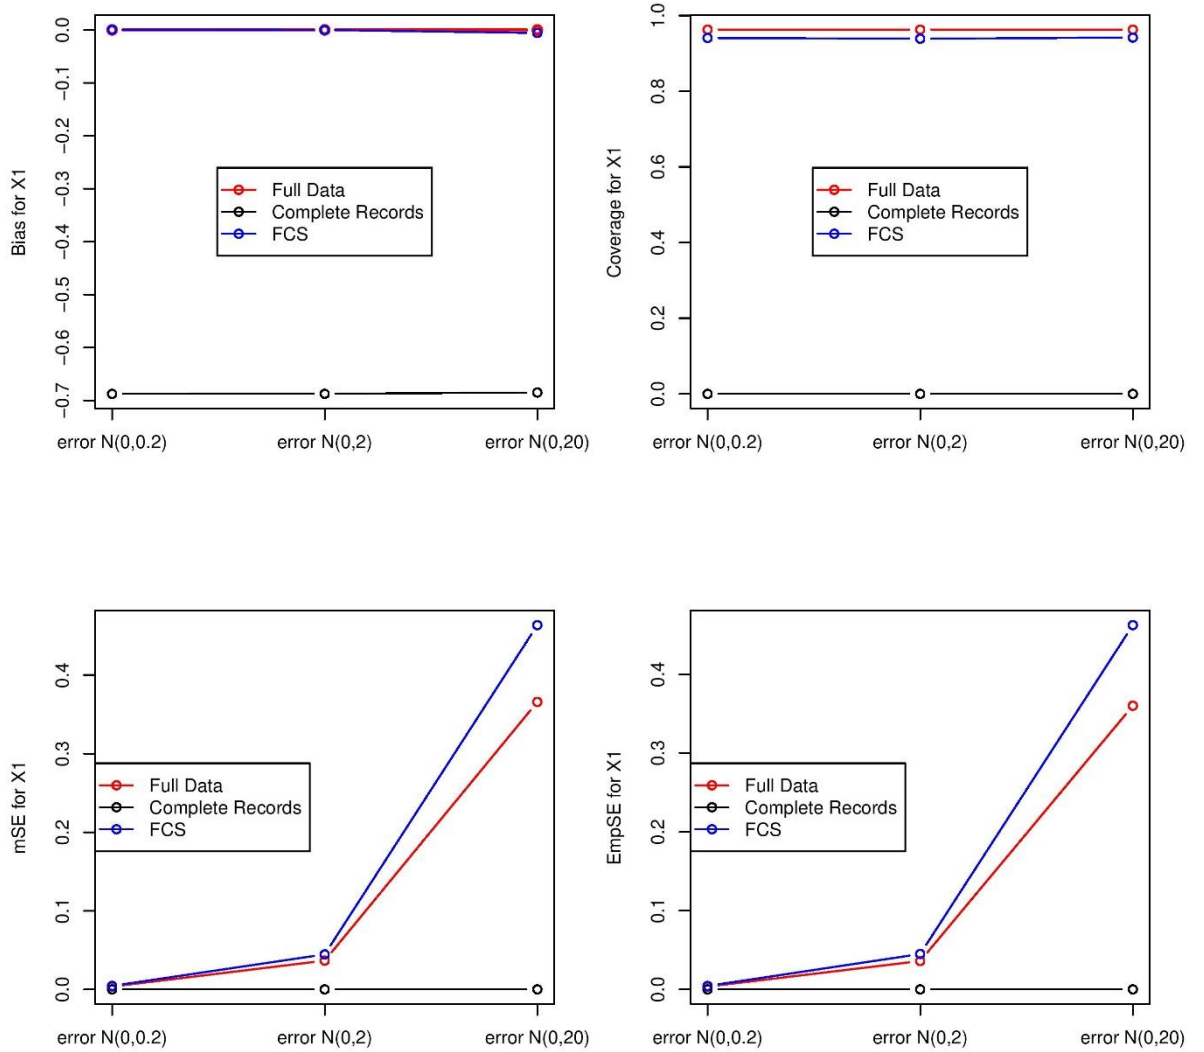 Bias for X1
0.0
−0.1
−0.2
−0.3
−0.4
−0.5
−0.6
−0.7
Full Data
Complete Records
FCS
error N(0,0.2)
error N(0,2)
error N(0,20)
Coverage for X1
1.0
0.8
0.6
0.4
0.2
0.0
Full Data
Complete Records
FCS
error N(0,0.2)
error N(0,2)
error N(0,20)
mSE for X1
0.4
0.3
0.2
0.1
0.0
Full Data
Complete Records
FCS
error N(0,0.2)
error N(0,2)
error N(0,20)
EmpSE for X1
0.4
0.3
0.2
0.1
0.0
Full Data
Complete Records
FCS
error N(0,0.2)
error N(0,2)
error N(0,20)